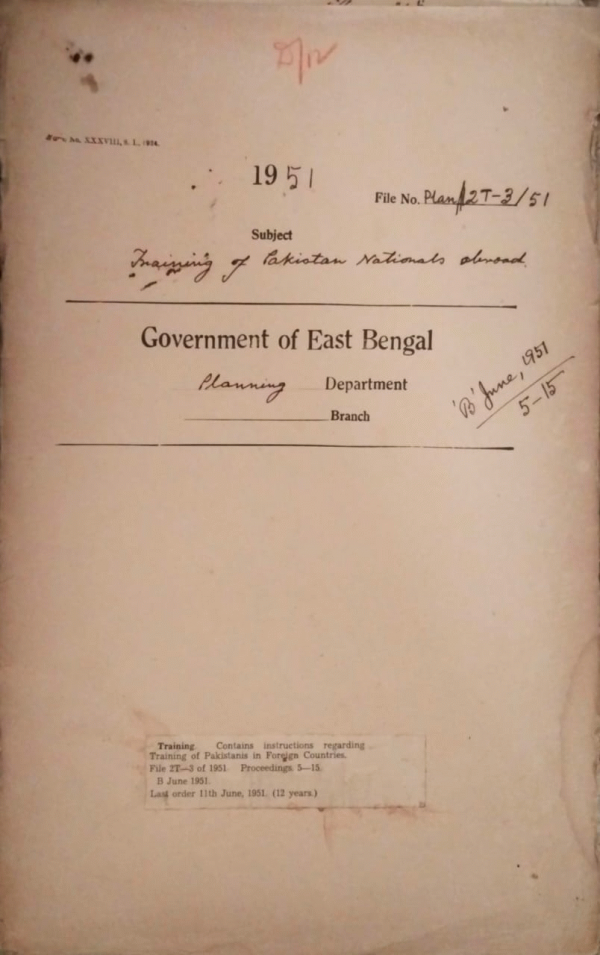 D/12
Form No. XXXVIII, S. L., 1934.
1951
File No. Plan/2T-3/51
Subject
Training of Pakistan Nationals abroad.
Government of East Bengal
Planning Department
Branch
'B' June, 1951
5-15
Training. Contains instructions regarding
Training of Pakistanis in Foreign Countries.
File 2T—3 of 1951. Proceedings. 5—15.
B June 1951.
Last order 11th June, 1951. (12 years.)